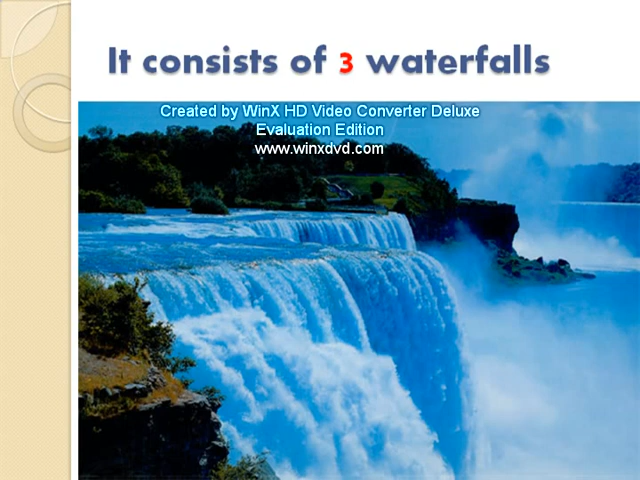 It consists of 3 waterfalls
Created by WinX HD Video Converter Deluxe
Evaluation Edition
www.winxdvd.com